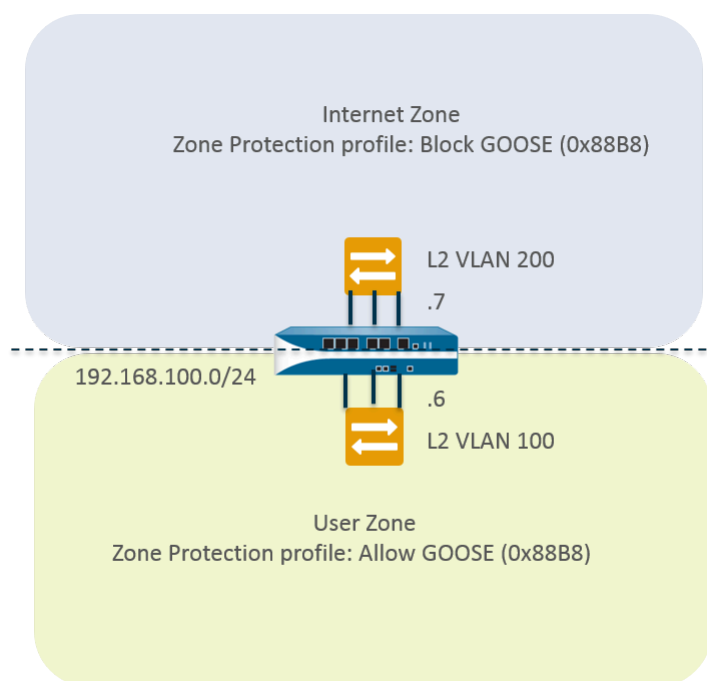 Internet Zone
Zone Protection profile: Block GOOSE (0x88B8)
L2 VLAN 200
.7
192.168.100.0/24
.6
L2 VLAN 100
User Zone
Zone Protection profile: Allow GOOSE (0x88B8)